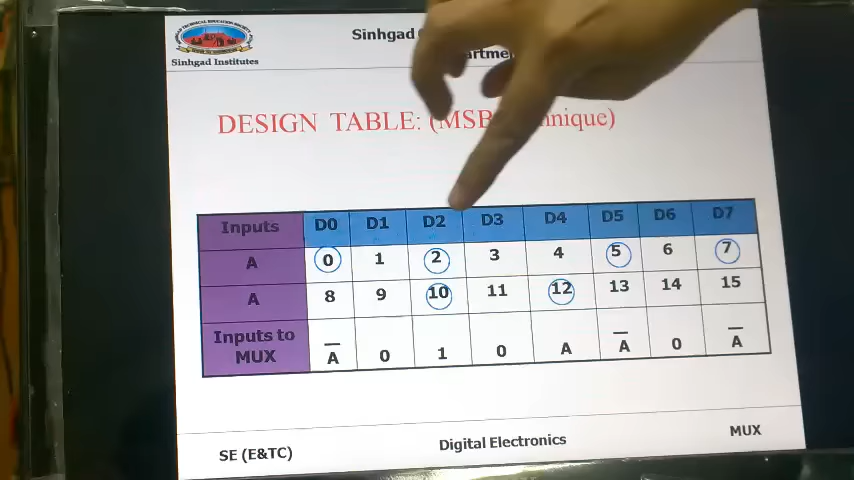 Sinhgad
Sinhgad Institutes
DESIGN TABLE: (MSB
Inputs D0 D1 D2 D3 D4 D5 D6 D7
A 0 1 2 3 4 5 6 7
A 8 9 10 11 12 13 14 15
Inputs to
MUX A̅ 0 1 0 A A̅ 0 A̅
SE (E&TC) Digital Electronics MUX